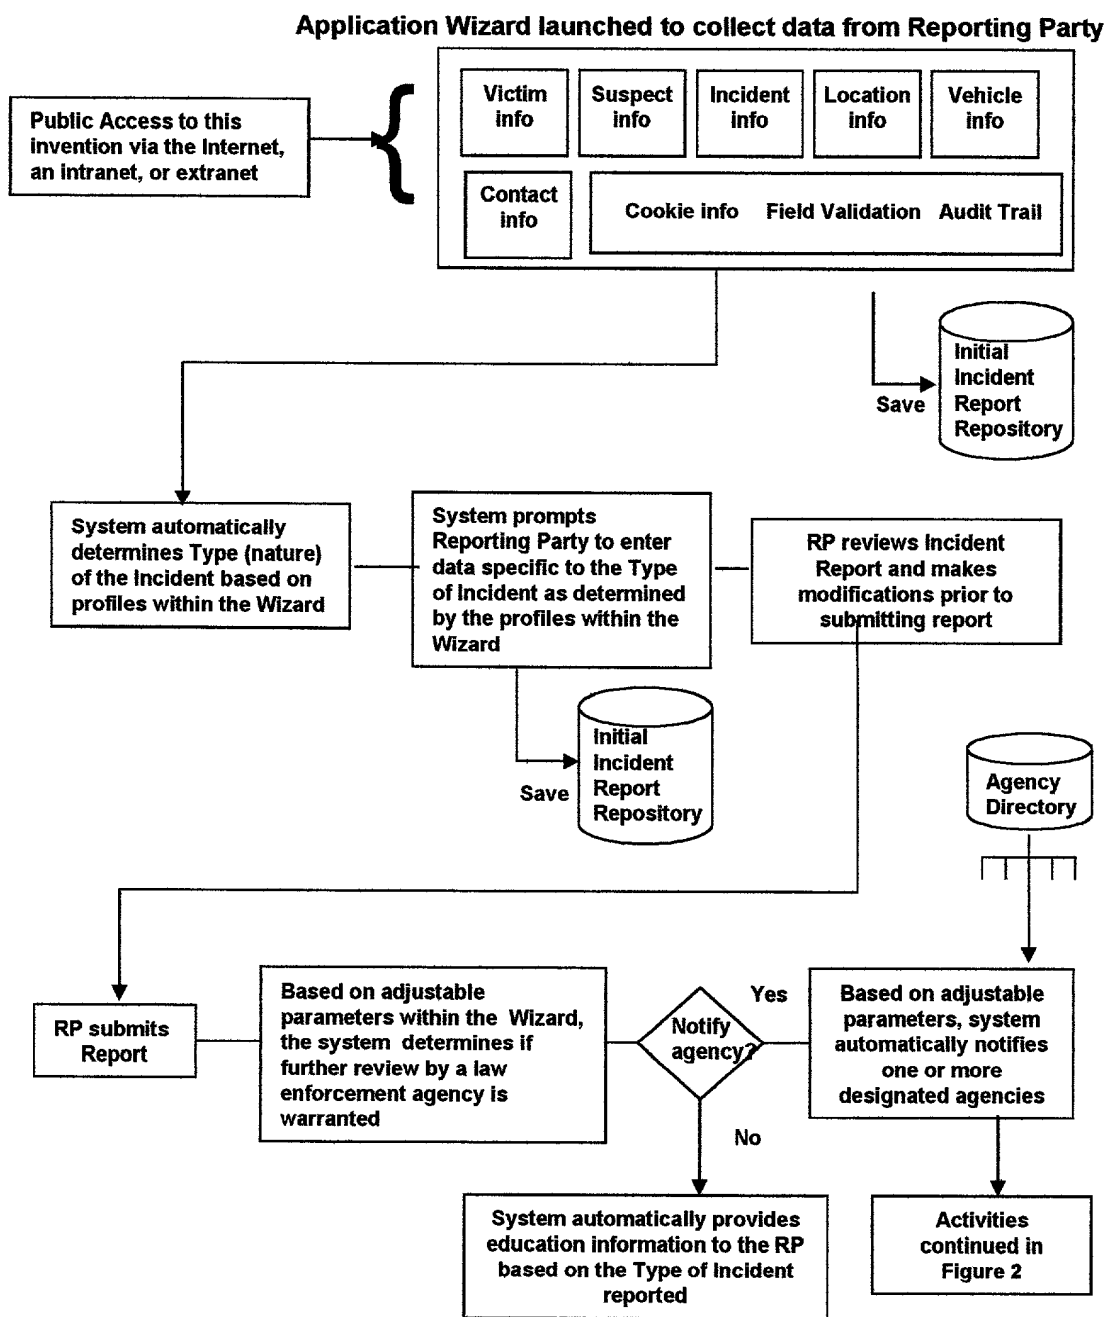 Application Wizard launched to collect data from Reporting Party
Public Access to this
invention via the Internet,
an intranet, or extranet
Victim
info
Suspect
info
Incident
info
Location
info
Vehicle
info
Contact
info
Cookie info Field Validation Audit Trail
Save
Initial
Incident
Report
Repository
System automatically
determines Type (nature)
of the Incident based on
profiles within the Wizard
System prompts
Reporting Party to enter
data specific to the Type
of Incident as determined
by the profiles within the
Wizard
RP reviews Incident
Report and makes
modifications prior to
submitting report
Save
Initial
Incident
Report
Repository
Agency
Directory
RP submits
Report
Based on adjustable
parameters within the Wizard,
the system determines if
further review by a law
enforcement agency is
warranted
Notify
agency?
Yes
No
Based on adjustable
parameters, system
automatically notifies
one or more
designated agencies
System automatically provides
education information to the RP
based on the Type of Incident
reported
Activities
continued in
Figure 2